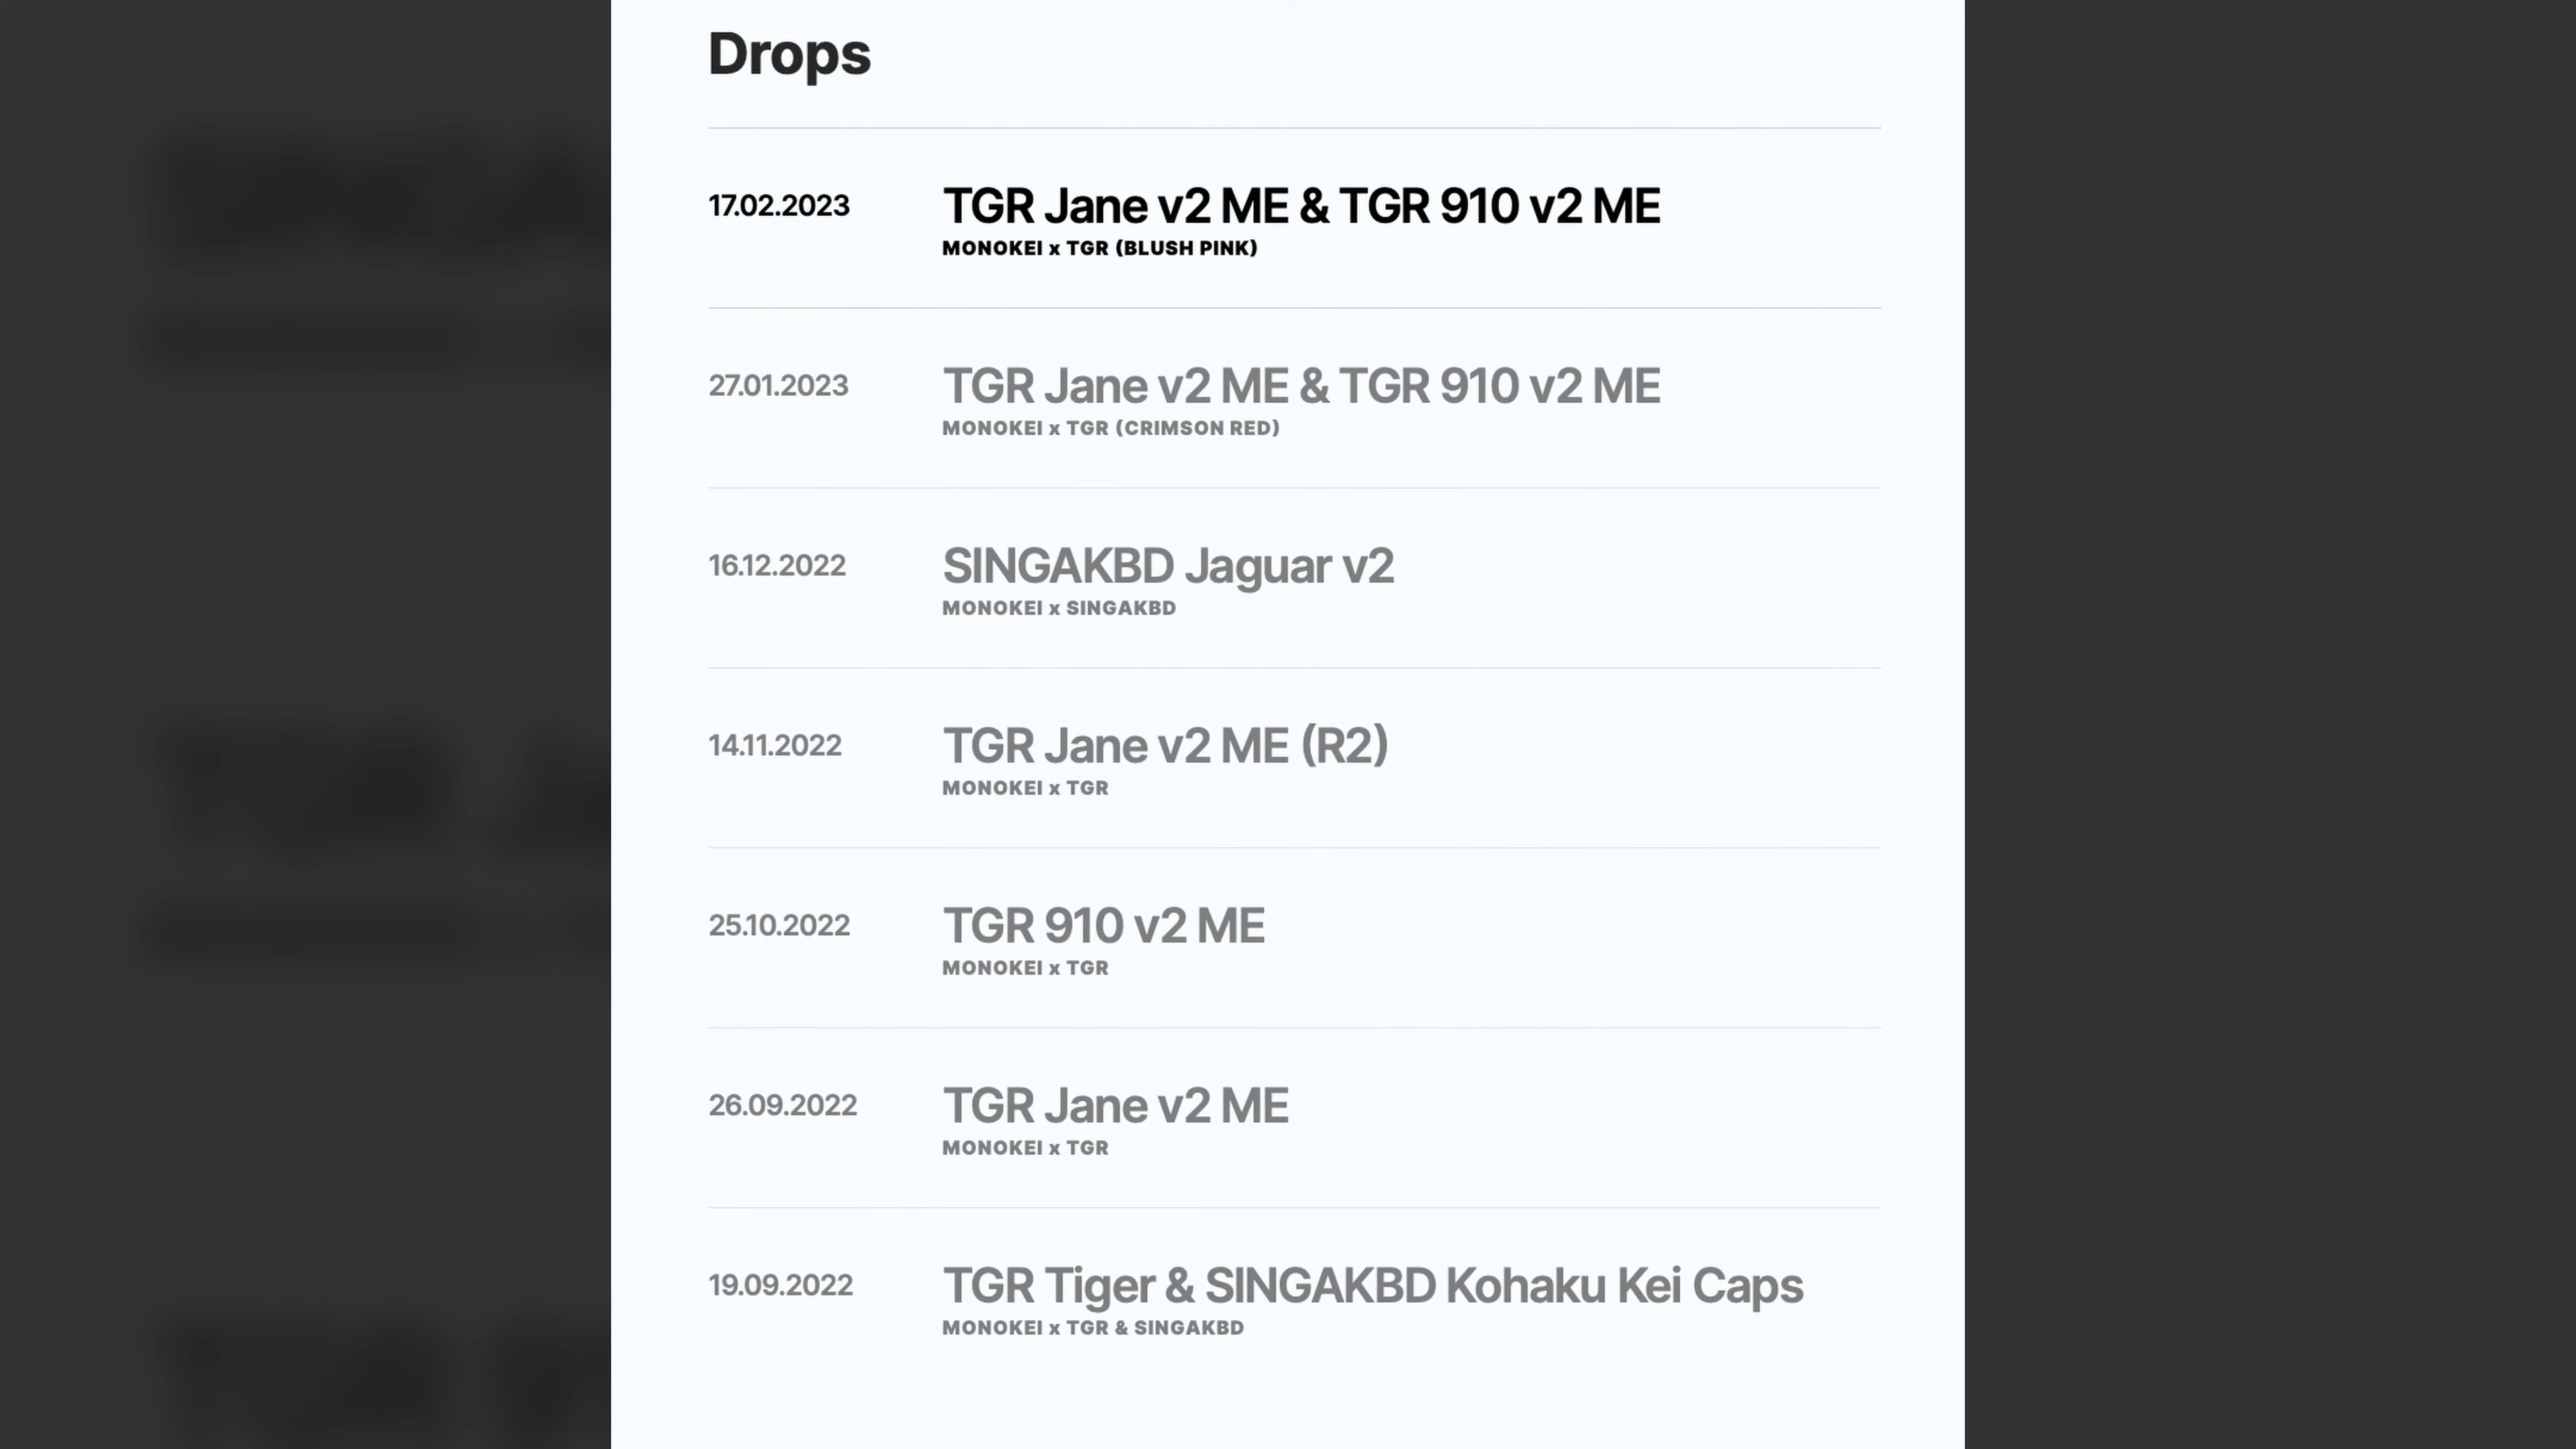 Drops
17.02.2023
TGR Jane v2 ME & TGR 910 v2 ME
MONOKEI x TGR (BLUSH PINK)
27.01.2023
TGR Jane v2 ME & TGR 910 v2 ME
MONOKEI x TGR (CRIMSON RED)
16.12.2022
SINGAKBD Jaguar v2
MONOKEI x SINGAKBD
14.11.2022
TGR Jane v2 ME (R2)
MONOKEI x TGR
25.10.2022
TGR 910 v2 ME
MONOKEI x TGR
26.09.2022
TGR Jane v2 ME
MONOKEI x TGR
19.09.2022
TGR Tiger & SINGAKBD Kohaku Kei Caps
MONOKEI x TGR & SINGAKBD